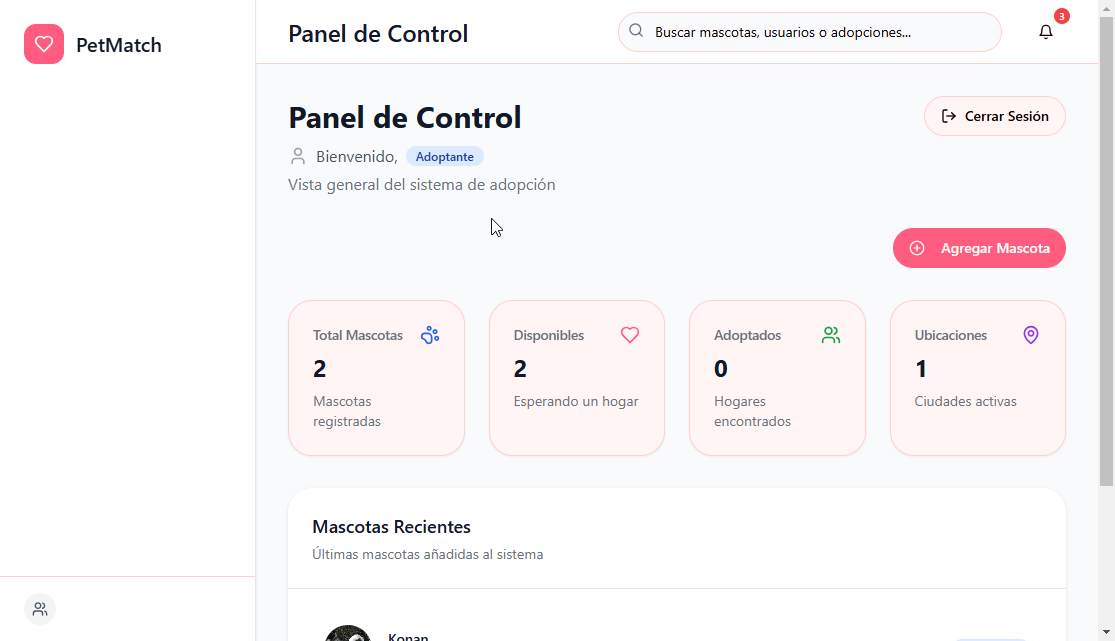 PetMatch
Panel de Control
Buscar mascotas, usuarios o adopciones...
3
Panel de Control
Cerrar Sesión
Bienvenido,
Adoptante
Vista general del sistema de adopción
Agregar Mascota
Total Mascotas
2
Mascotas
registradas
Disponibles
2
Esperando un hogar
Adoptados
0
Hogares
encontrados
Ubicaciones
1
Ciudades activas
Mascotas Recientes
Últimas mascotas añadidas al sistema
Konan